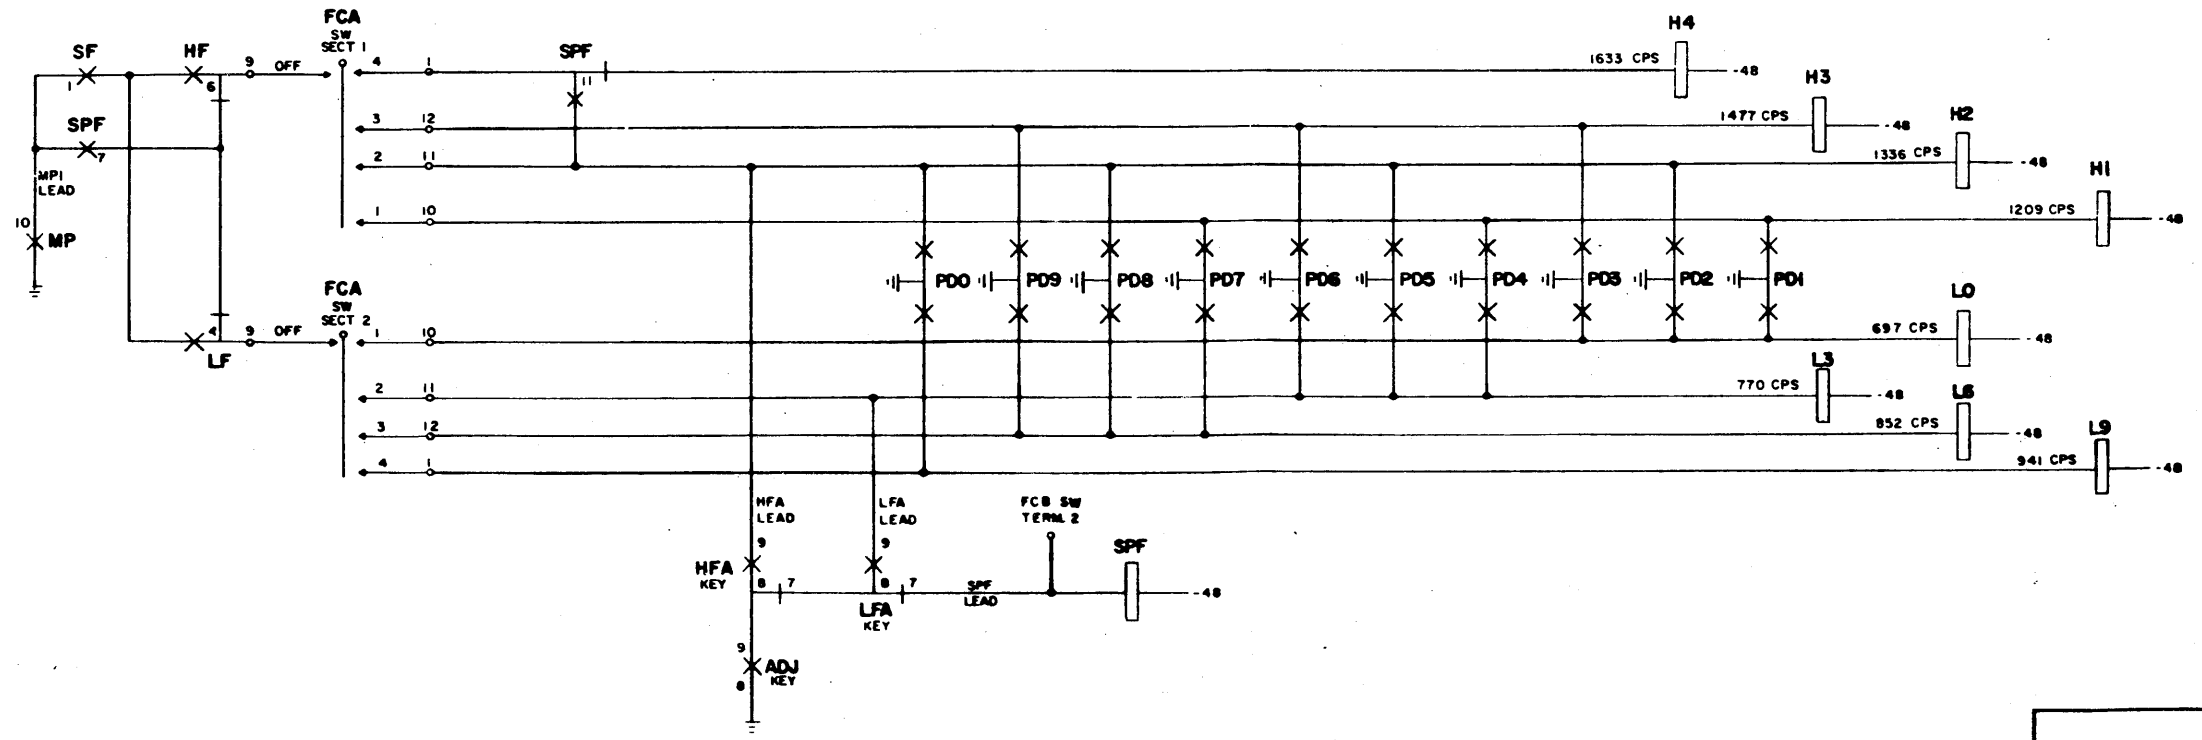 FCA
SW
SECT 1
SF
HF
9 OFF
4 1
SPF
11
1633 CPS
H4
-48
1
6
SPF
7
3 12
1477 CPS
H3
-48
2 11
1336 CPS
H2
-48
MP1
LEAD
1 10
1209 CPS
H1
-48
10
MP
PD0 PD9 PD8 PD7 PD6 PD5 PD4 PD3 PD2 PD1
FCA
SW
SECT 2
4
LF
9 OFF
1 10
697 CPS
L0
-48
2 11
770 CPS
L3
-48
3 12
852 CPS
L6
-48
4 1
941 CPS
L9
-48
HFA
LEAD
LFA
LEAD
FCB SW
TERM. 2
9
HFA
KEY
8 7
9
8 7
LFA
KEY
SPF
LEAD
SPF
-48
9
ADJ
KEY
8